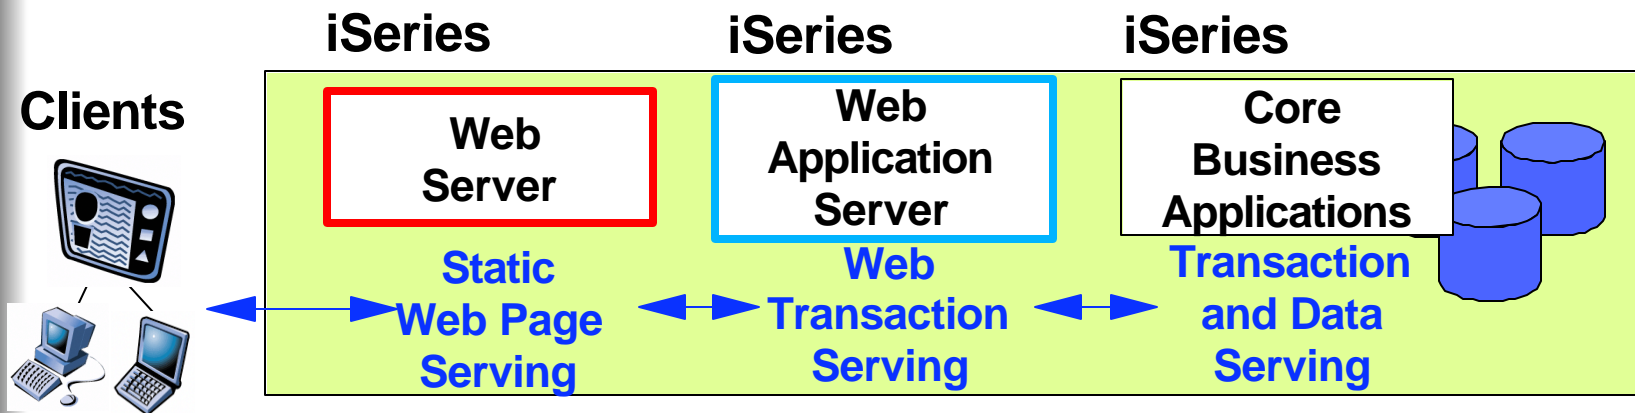 iSeries
iSeries
iSeries
Clients
Web
Server
Web
Application
Server
Core
Business
Applications
Static
Web Page
Serving
Web
Transaction
Serving
Transaction
and Data
Serving